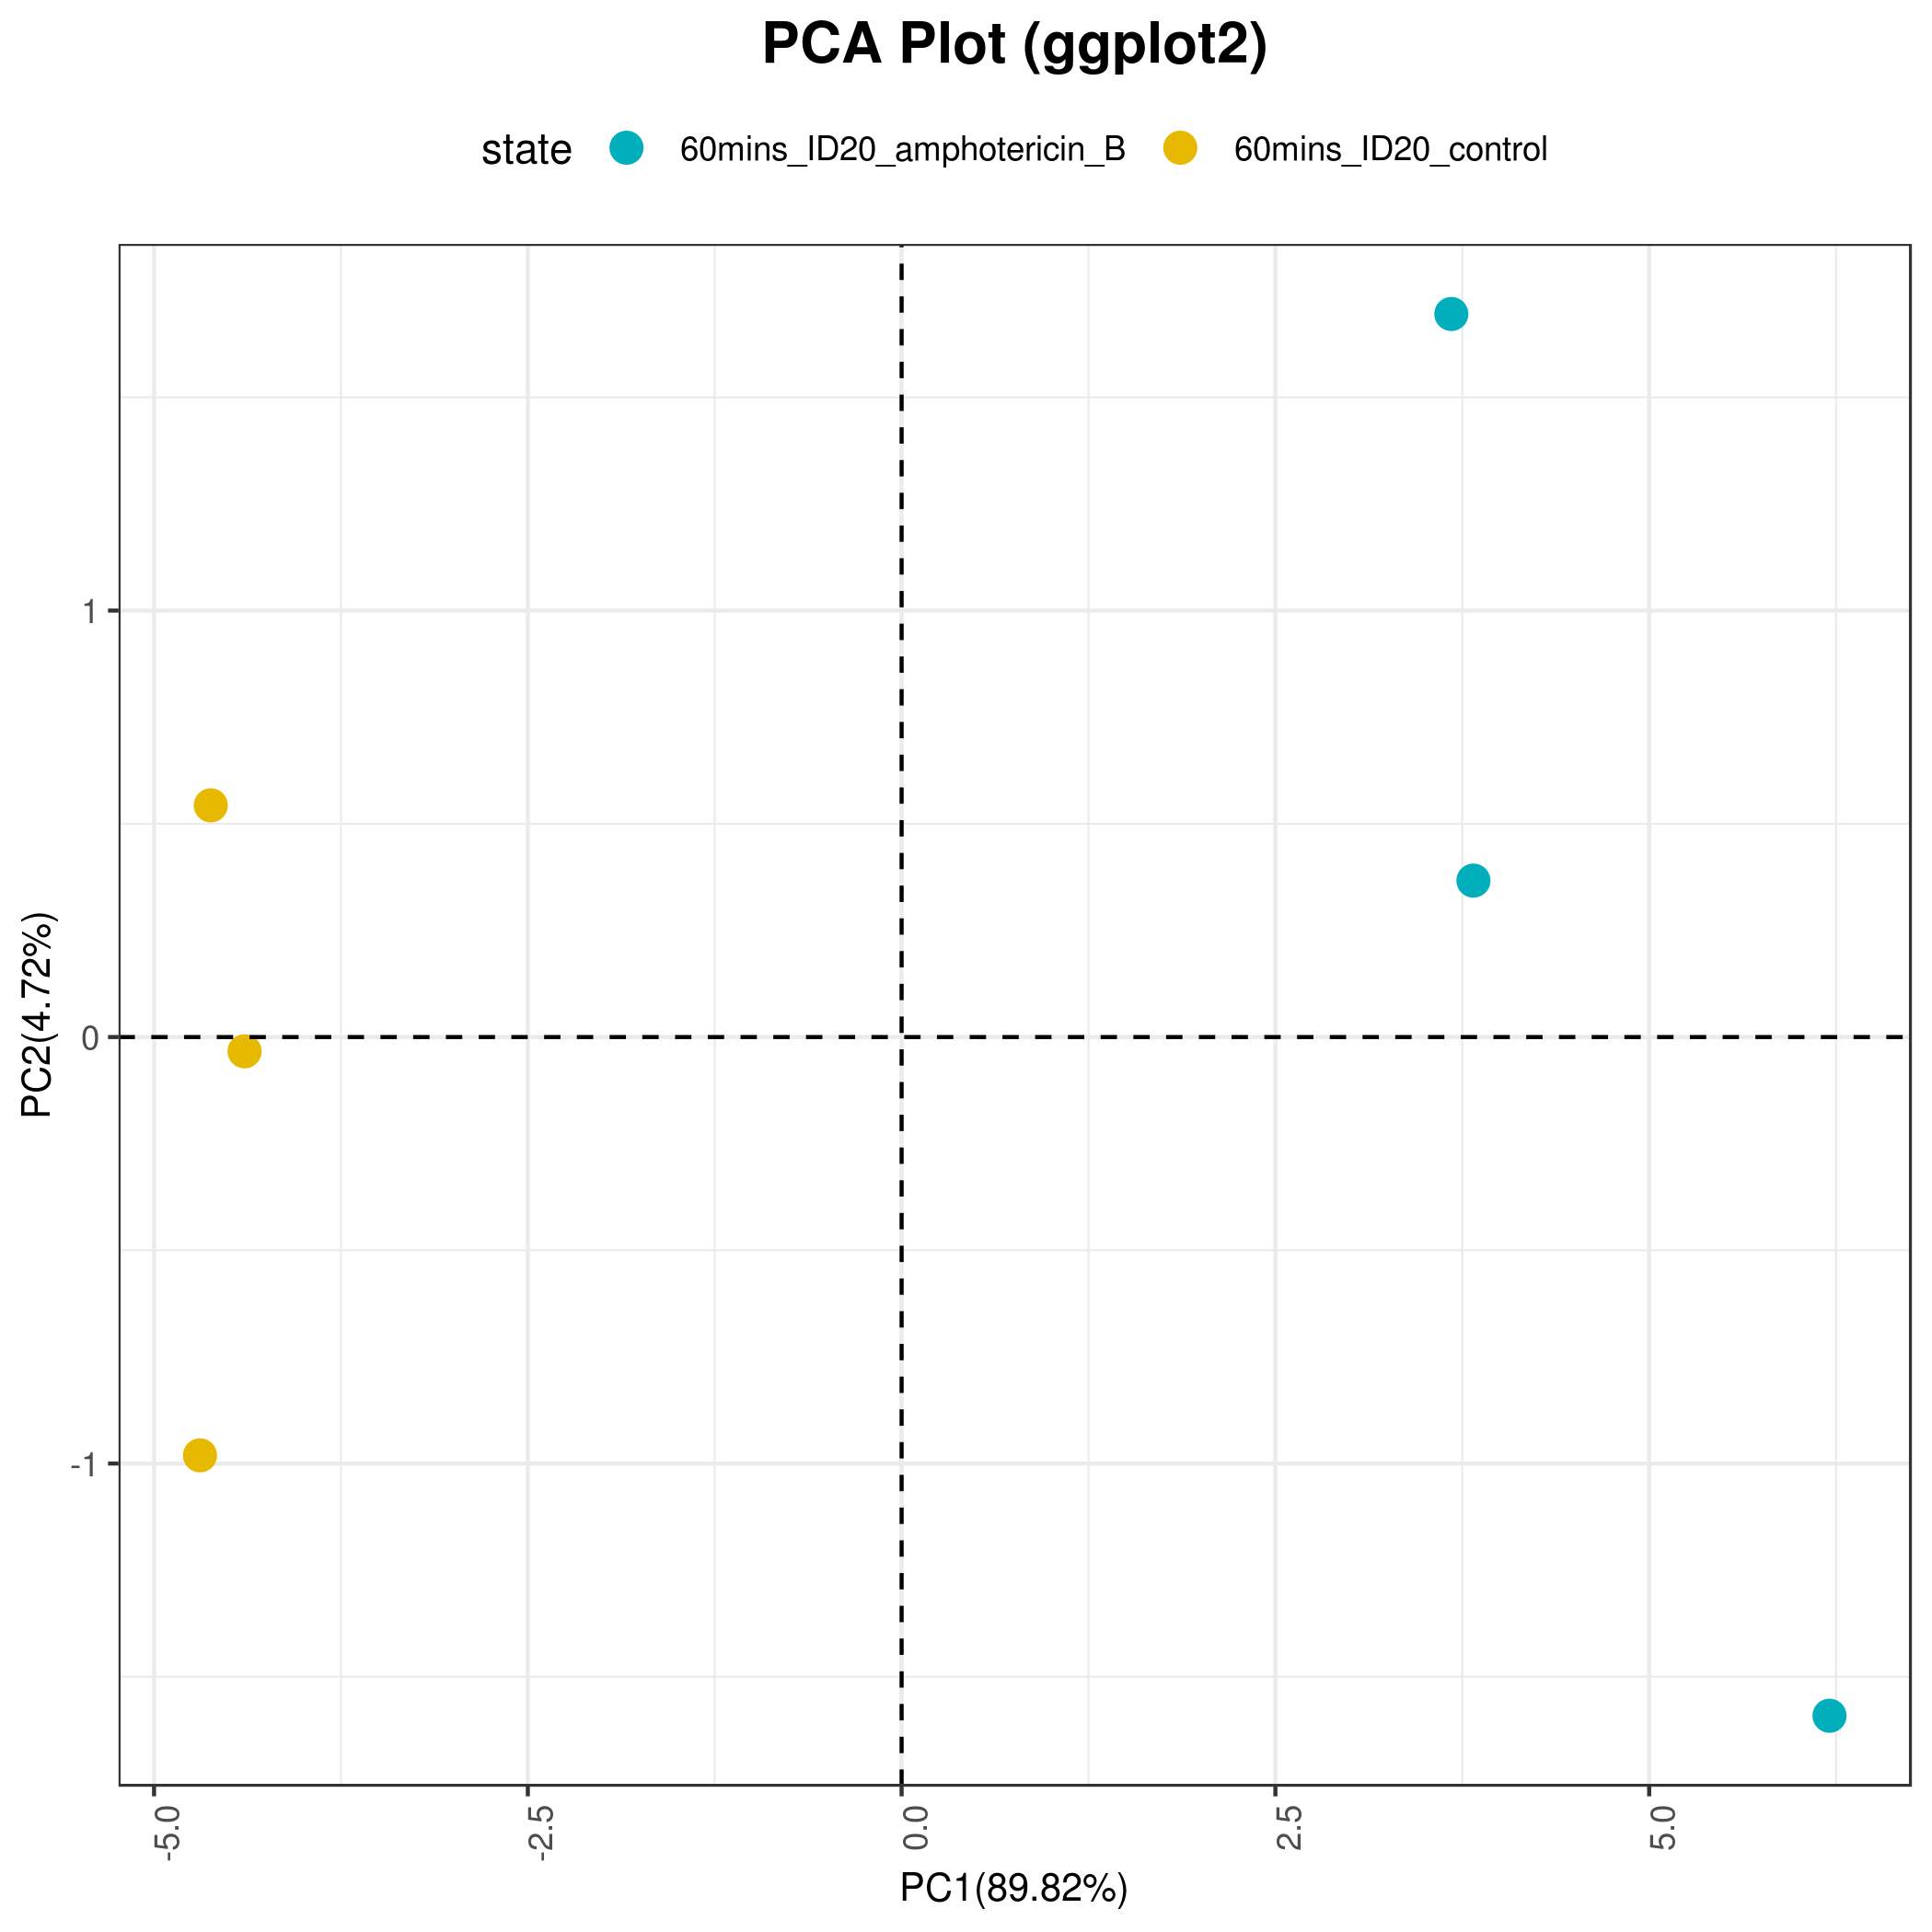 PCA Plot (ggplot2)
state 60mins_ID20_amphotericin_B 60mins_ID20_control
PC2(4.72%)
1
0
-1
-5.0 -2.5 0.0 2.5 5.0
PC1(89.82%)